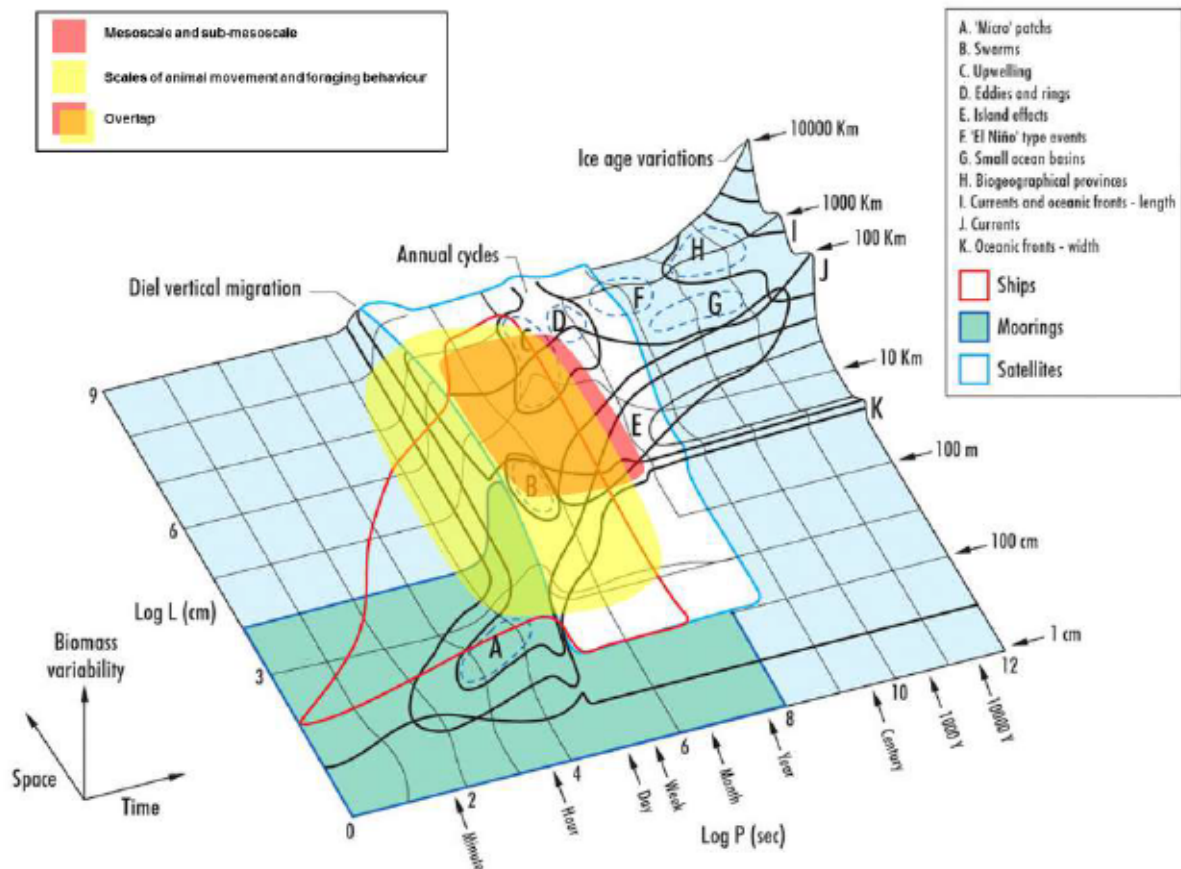 Mesoscale and sub-mesoscale
Scales of animal movement and foraging behaviour
Overlap
A. 'Micro' patchs
B. Swarms
C. Upwelling
D. Eddies and rings
E. Island effects
F. 'El Niño' type events
G. Small ocean basins
H. Biogeographical provinces
I. Currents and oceanic fronts - length
J. Currents
K. Oceanic fronts - width
Ships
Moorings
Satellites
10000 Km
Ice age variations
1000 Km
I
100 Km
H
J
Annual cycles
Diel vertical migration
F
G
D
C
10 Km
9
E
K
100 m
B
6
100 cm
Log L (cm)
A
1 cm
Biomass
variability
3
12
10
8
6
4
2
0
Space
Time
10000 Y
1000 Y
Century
Year
Month
Week
Day
Hour
Minute
Log P (sec)